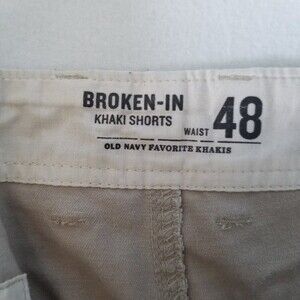 BROKEN-IN
KHAKI SHORTS
WAIST 48
OLD NAVY FAVORITE KHAKIS